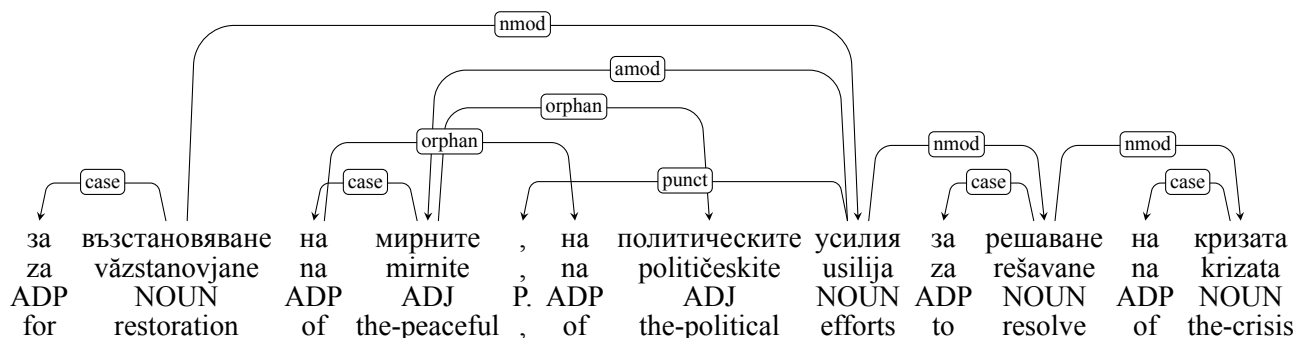 nmod
amod
orphan
orphan nmod nmod
case case punct case case
за възстановяване на мирните , на политическите усилия за решаване на кризата
za văzstanovjane na mirnite , na političeskite usilija za rešavane na krizata
ADP NOUN ADP ADJ P. ADP ADJ NOUN ADP NOUN ADP NOUN
for restoration of the-peaceful , of the-political efforts to resolve of the-crisis